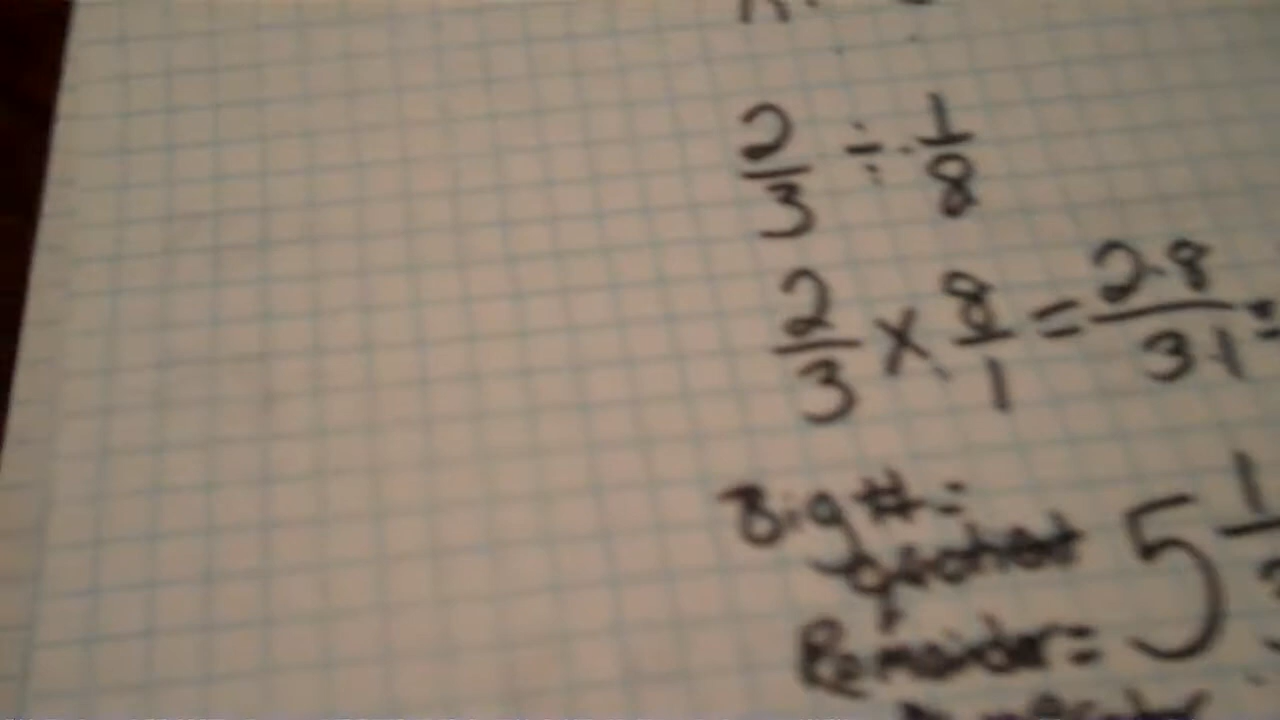 2/3 ÷ 1/8
2/3 × 8/1 = 2·8/3·1 =
Big # =
quotient
5 1/
Remainder =